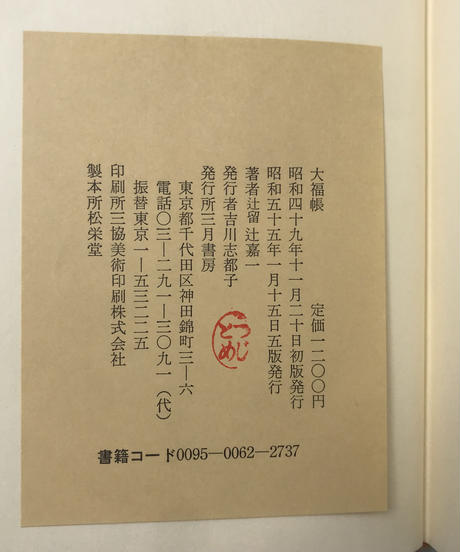 大福帳 定価一二〇〇円
昭和四十九年十一月二十日初版発行
昭和五十五年一月十五日五版発行
著者辻留 辻嘉一
発行者吉川志都子
発行所三月書房
東京都千代田区神田錦町三―六
電話〇三―二九一―三〇九一（代）
振替東京一―五三二二五
印刷所三協美術印刷株式会社
製本所松栄堂
つじ
とめ
書籍コード0095―0062―2737